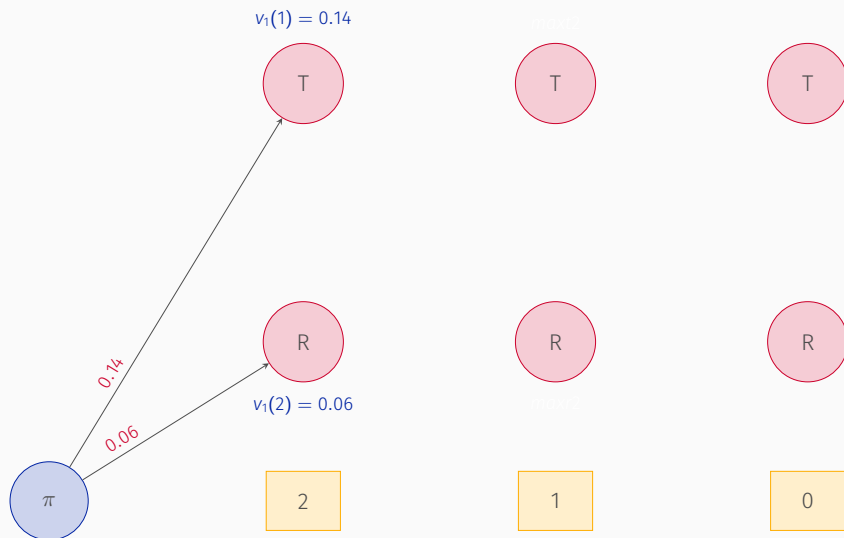 v₁(1) = 0.14
T T T
0.14
R R R
0.06
v₁(2) = 0.06
π 2 1 0